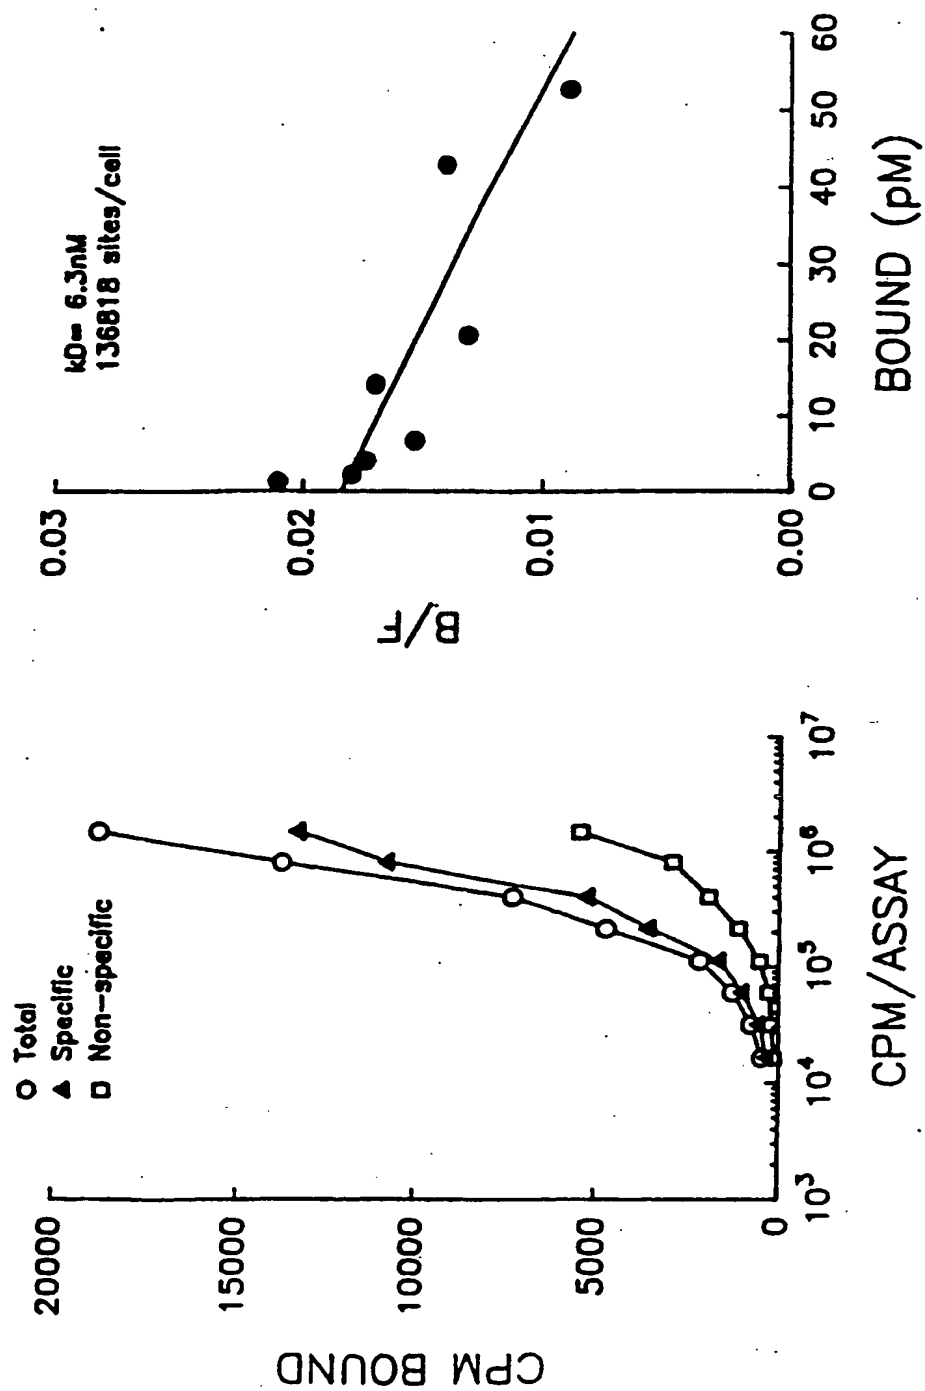 ○ Total
▲ Specific
□ Non-specific
CPM BOUND
20000
15000
10000
5000
0
10³ 10⁴ 10⁵ 10⁶ 10⁷
CPM/ASSAY
kD= 6.3nM
136818 sites/cell
B/F
0.03
0.02
0.01
0.00
0 10 20 30 40 50 60
BOUND (pM)